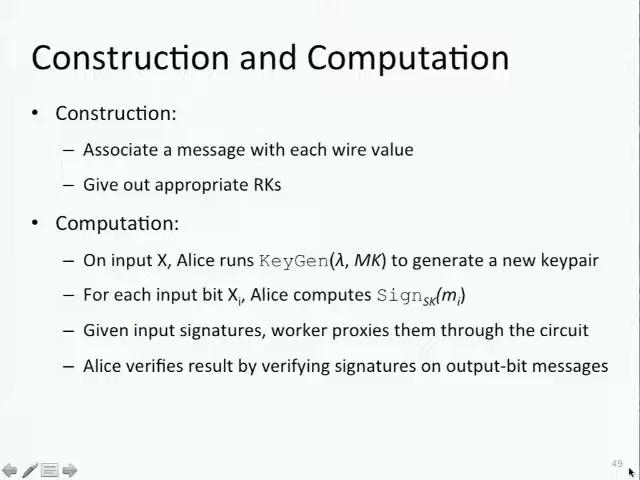 Construction and Computation
• Construction:
– Associate a message with each wire value
– Give out appropriate RKs
• Computation:
– On input X, Alice runs KeyGen(λ, MK) to generate a new keypair
– For each input bit Xi, Alice computes SignSK(mi)
– Given input signatures, worker proxies them through the circuit
– Alice verifies result by verifying signatures on output-bit messages
49